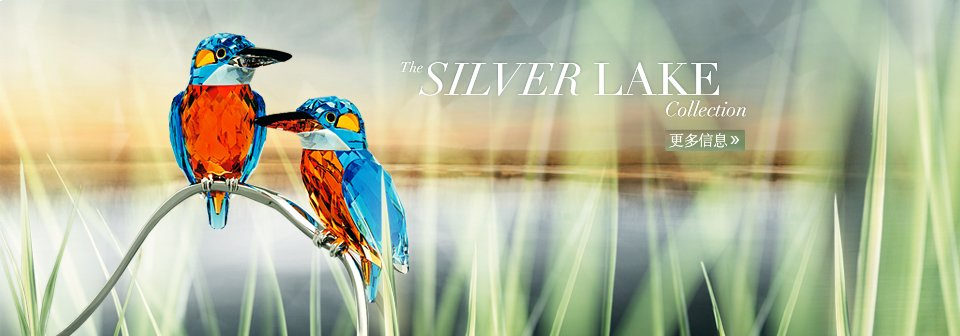 The SILVER LAKE
Collection
更多信息 »